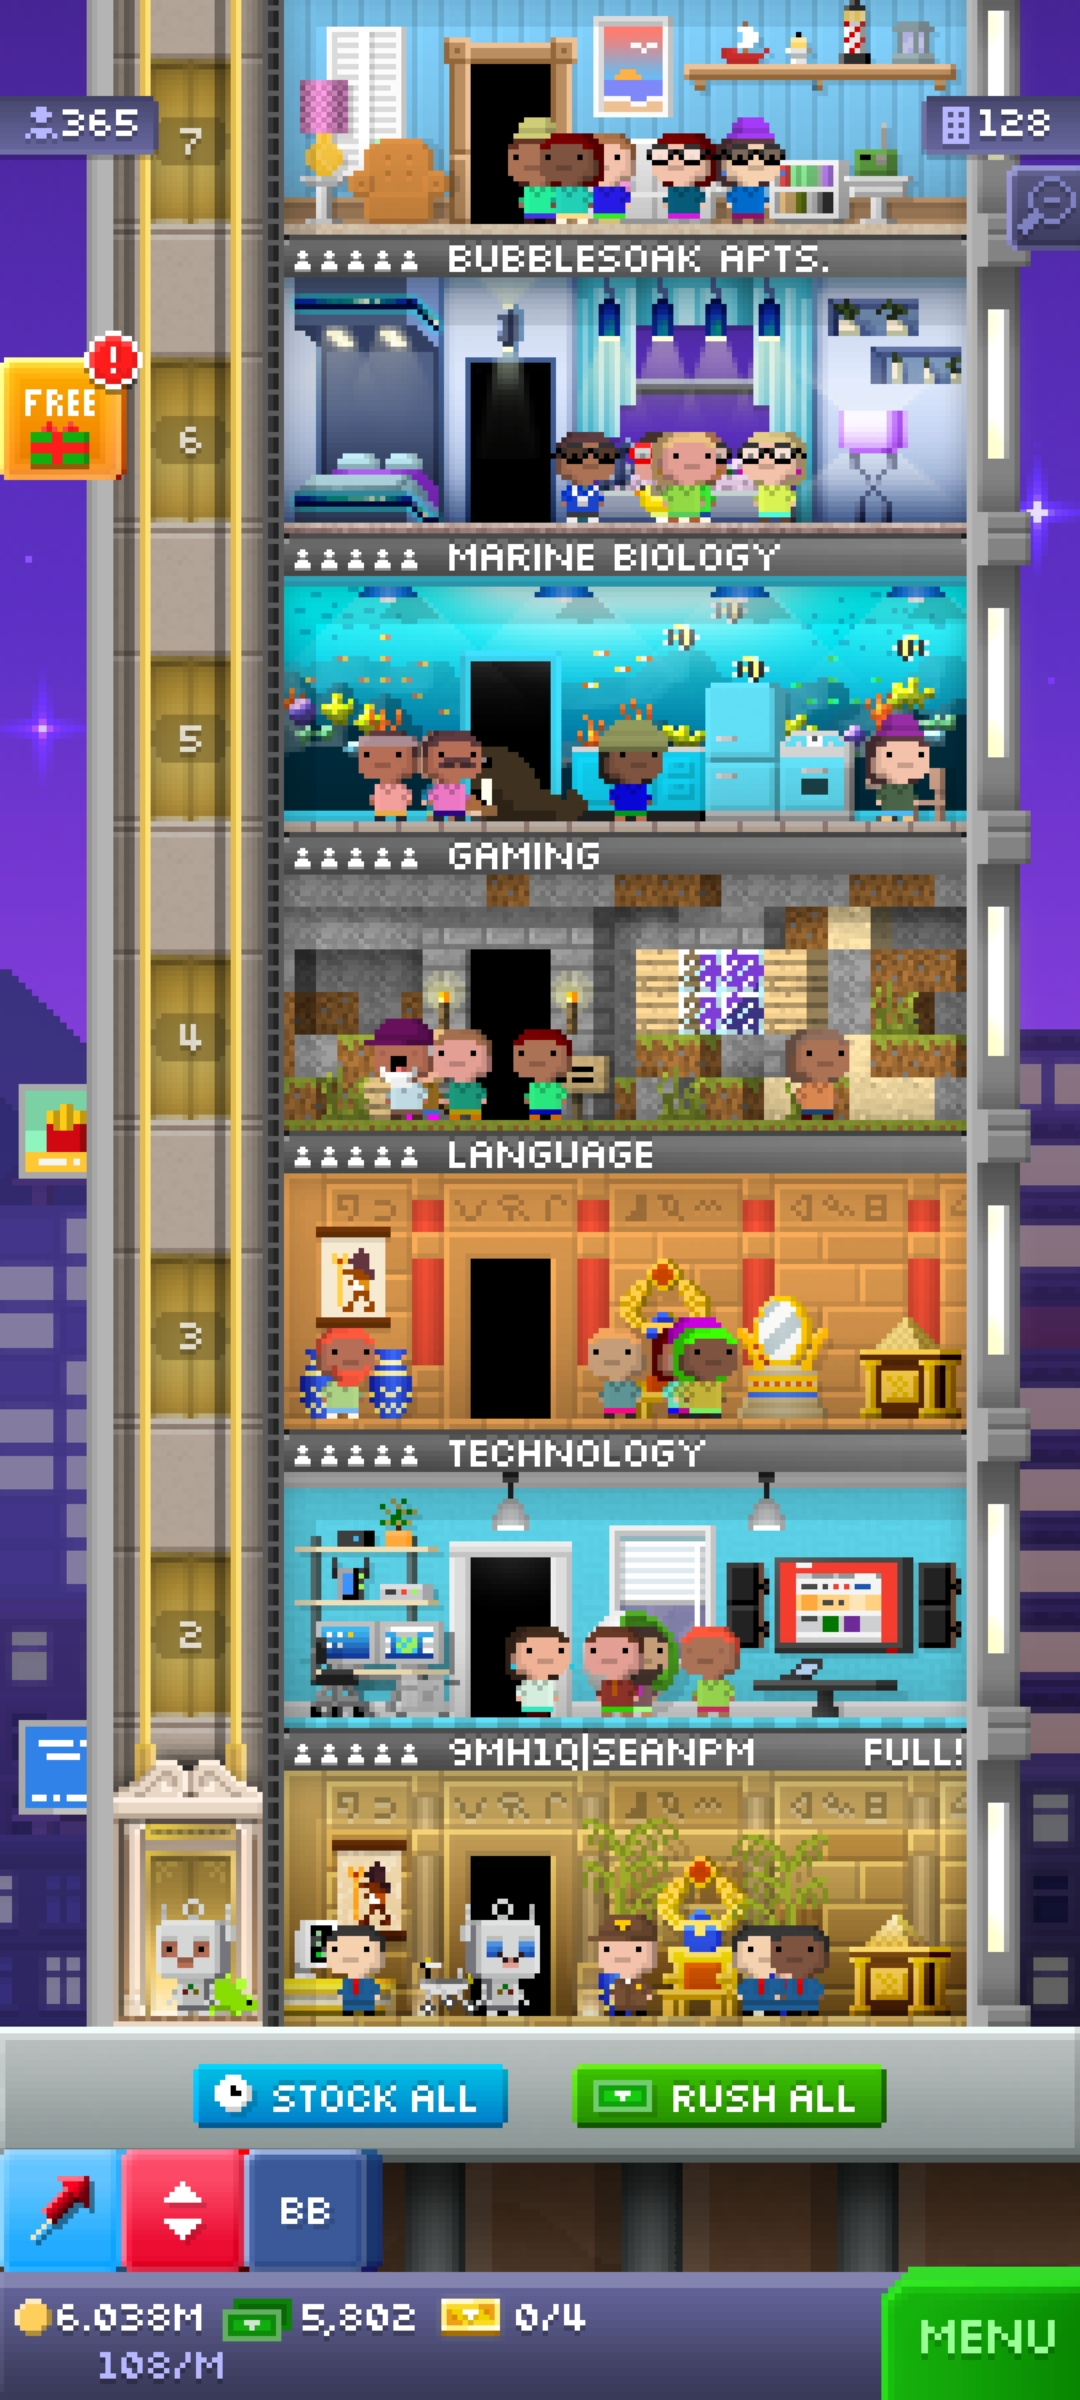 7
365
128
BUBBLESOAK APTS.
FREE
!
6
MARINE BIOLOGY
5
GAMING
4
LANGUAGE
3
TECHNOLOGY
2
9MH1Q|SEANPM FULL!
STOCK ALL
RUSH ALL
BB
6.038M 5,802 0/4
108/M
MENU